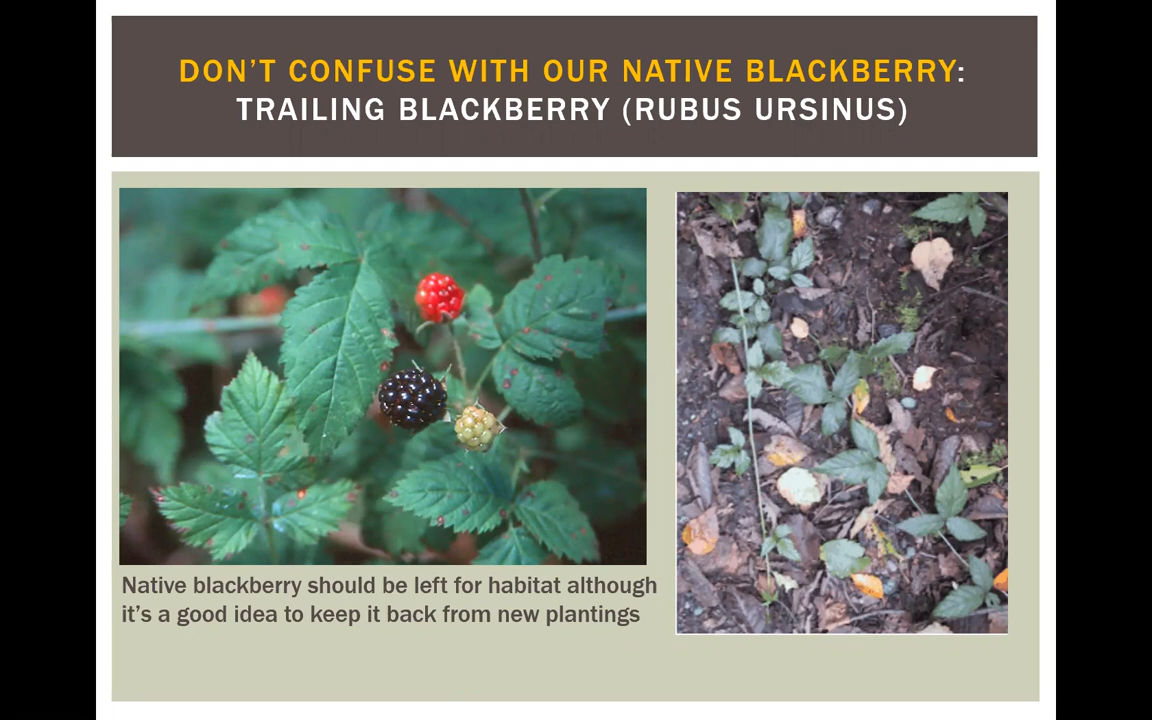 DON’T CONFUSE WITH OUR NATIVE BLACKBERRY:
TRAILING BLACKBERRY (RUBUS URSINUS)
Native blackberry should be left for habitat although
it’s a good idea to keep it back from new plantings